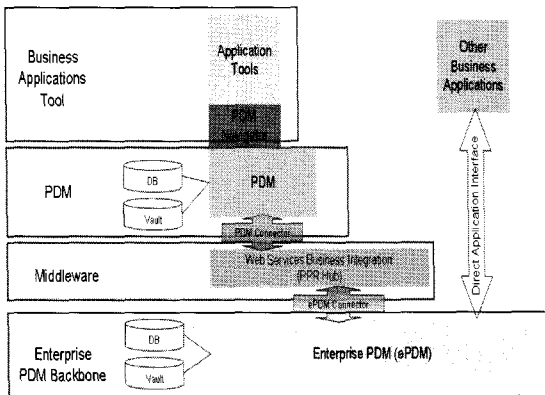 Business
Applications
Tool
Application
Tools
PDM
Other
Business
Applications
Direct Application Interface
PDM
DB
Vault
PDM
PDM Connector
Middleware
Web Services Business Integration
(PPR Hub)
ePDM Connector
Enterprise
PDM Backbone
DB
Vault
Enterprise PDM (ePDM)